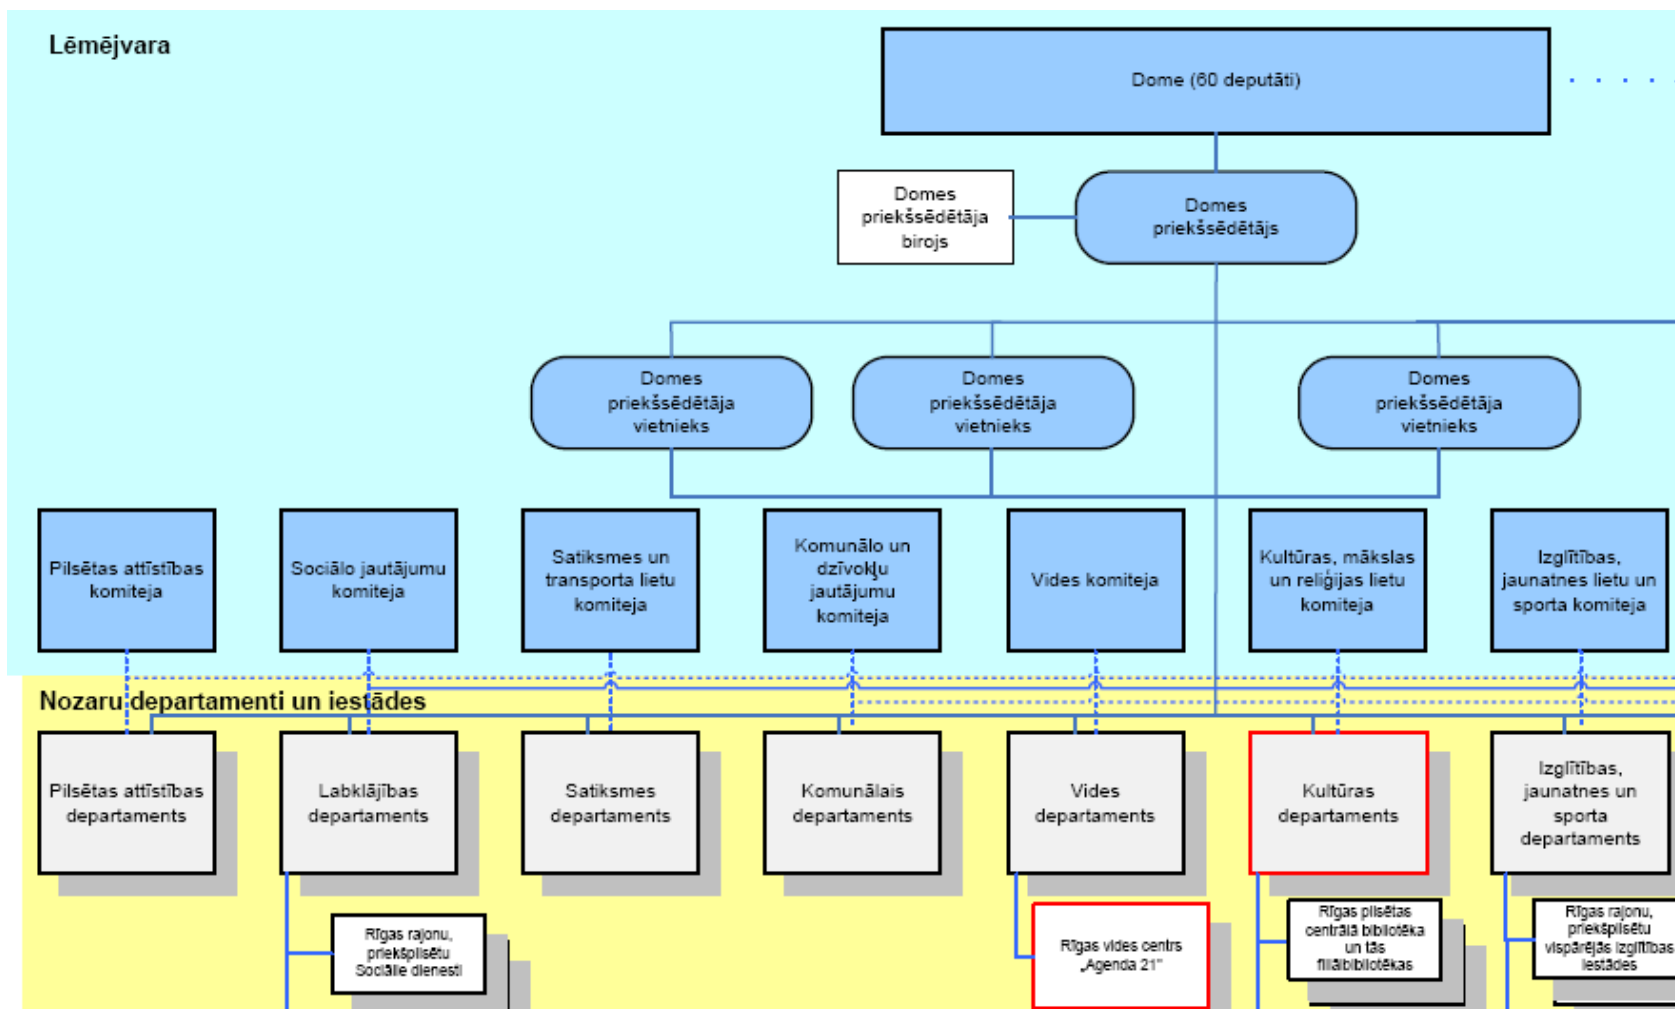 Lēmējvara
Dome (60 deputāti)
Domes
priekšsēdētāja
birojs
Domes
priekšsēdētājs
Domes
priekšsēdētāja
vietnieks
Domes
priekšsēdētāja
vietnieks
Domes
priekšsēdētāja
vietnieks
Pilsētas attīstības
komiteja
Sociālo jautājumu
komiteja
Satiksmes un
transporta lietu
komiteja
Komunālo un
dzīvokļu
jautājumu
komiteja
Vides komiteja
Kultūras, mākslas
un reliģijas lietu
komiteja
Izglītības,
jaunatnes lietu un
sporta komiteja
Nozaru departamenti un iestādes
Pilsētas attīstības
departaments
Labklājības
departaments
Satiksmes
departaments
Komunālais
departaments
Vides
departaments
Kultūras
departaments
Izglītības,
jaunatnes un
sporta
departaments
Rīgas rajonu,
priekšpilsētu
Sociālie dienesti
Rīgas vides centrs
„Agenda 21”
Rīgas pilsētas
centrālā bibliotēka
un tās
filiālbibliotēkas
Rīgas rajonu,
priekšpilsētu
vispārējās izglītības
iestādes